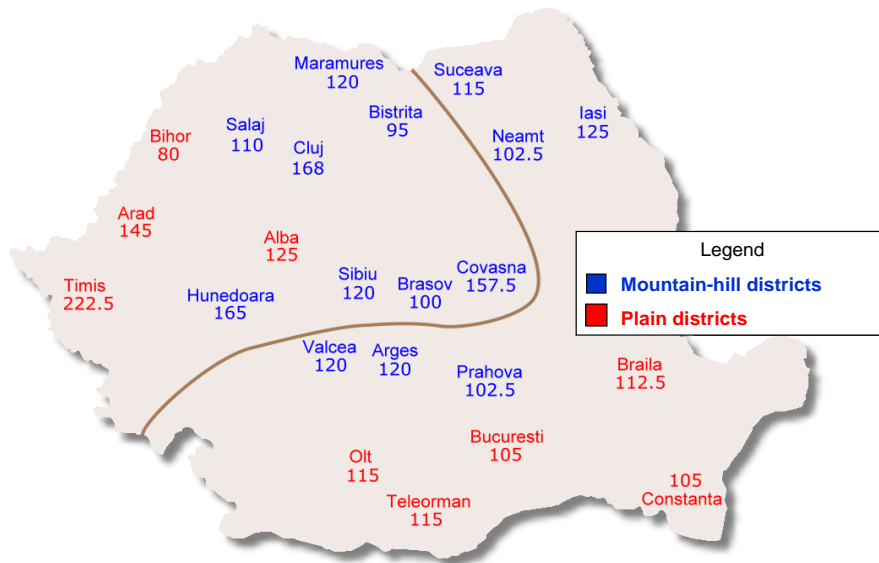 Maramures
120
Suceava
115
Bistrita
95
Iasi
125
Salaj
110
Neamt
102.5
Bihor
80
Cluj
168
Arad
145
Alba
125
Legend
Mountain-hill districts
Plain districts
Timis
222.5
Hunedoara
165
Sibiu
120
Brasov
100
Covasna
157.5
Valcea
120
Arges
120
Prahova
102.5
Braila
112.5
Bucuresti
105
Olt
115
105
Constanta
Teleorman
115